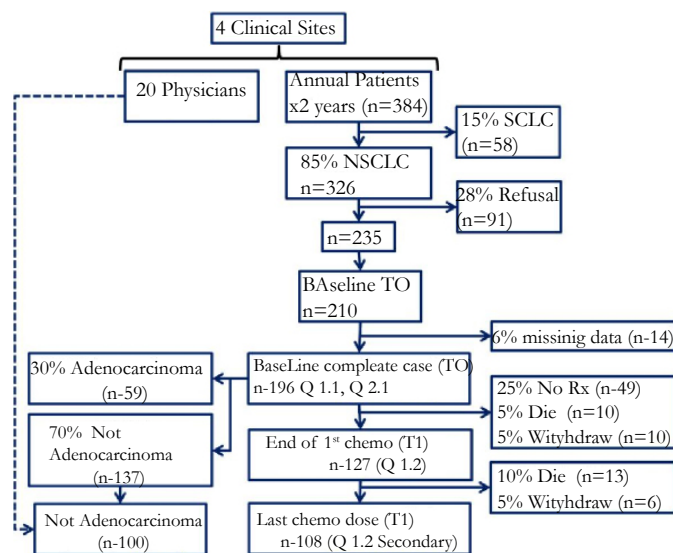 4 Clinical Sites
20 Physicians
Annual Patients
x2 years (n=384)
15% SCLC
(n=58)
85% NSCLC
n=326
28% Refusal
(n=91)
n=235
BAseline TO
n=210
6% missinig data (n-14)
30% Adenocarcinoma
(n-59)
BaseLine compleate case (TO)
n-196 Q 1.1, Q 2.1
25% No Rx (n-49)
5% Die (n=10)
5% Wityhdraw (n=10)
70% Not
Adenocarcinoma
(n-137)
End of 1st chemo (T1)
n-127 (Q 1.2)
10% Die (n=13)
5% Wityhdraw (n=6)
Not Adenocarcinoma
(n-100)
Last chemo dose (T1)
n-108 (Q 1.2 Secondary)